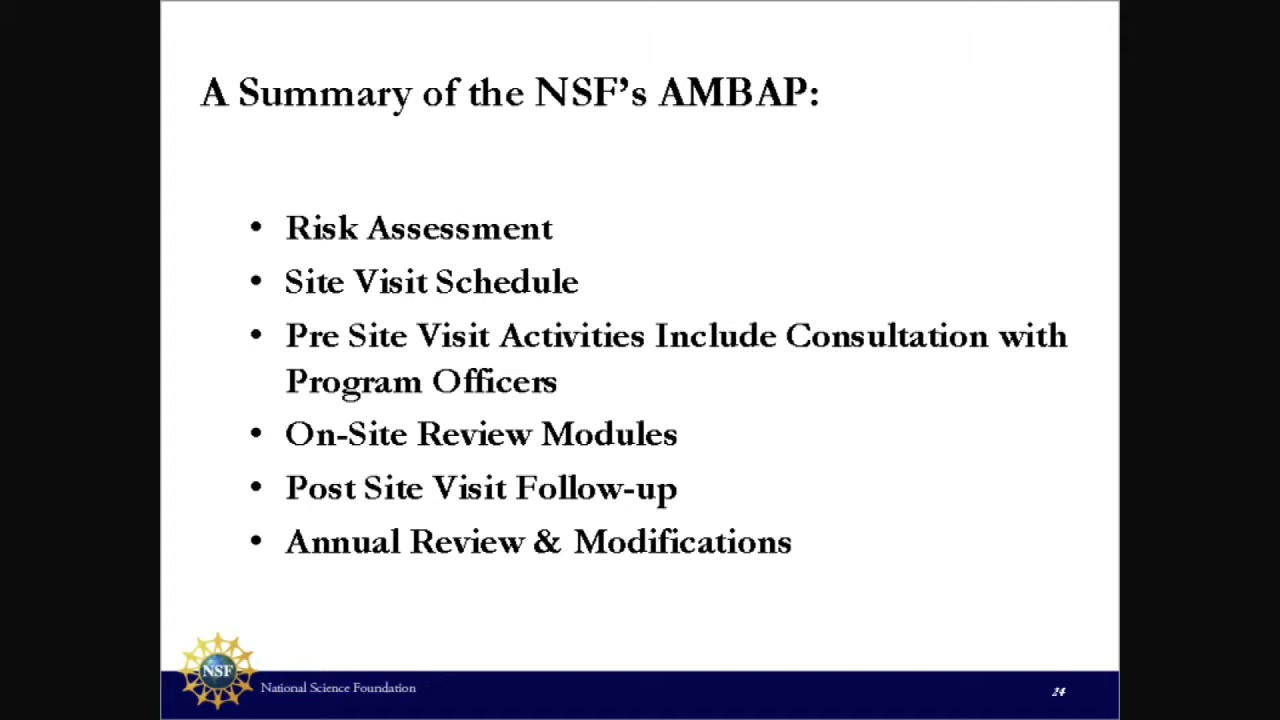 A Summary of the NSF’s AMBAP:
• Risk Assessment
• Site Visit Schedule
• Pre Site Visit Activities Include Consultation with
Program Officers
• On-Site Review Modules
• Post Site Visit Follow-up
• Annual Review & Modifications
NSF
National Science Foundation
24